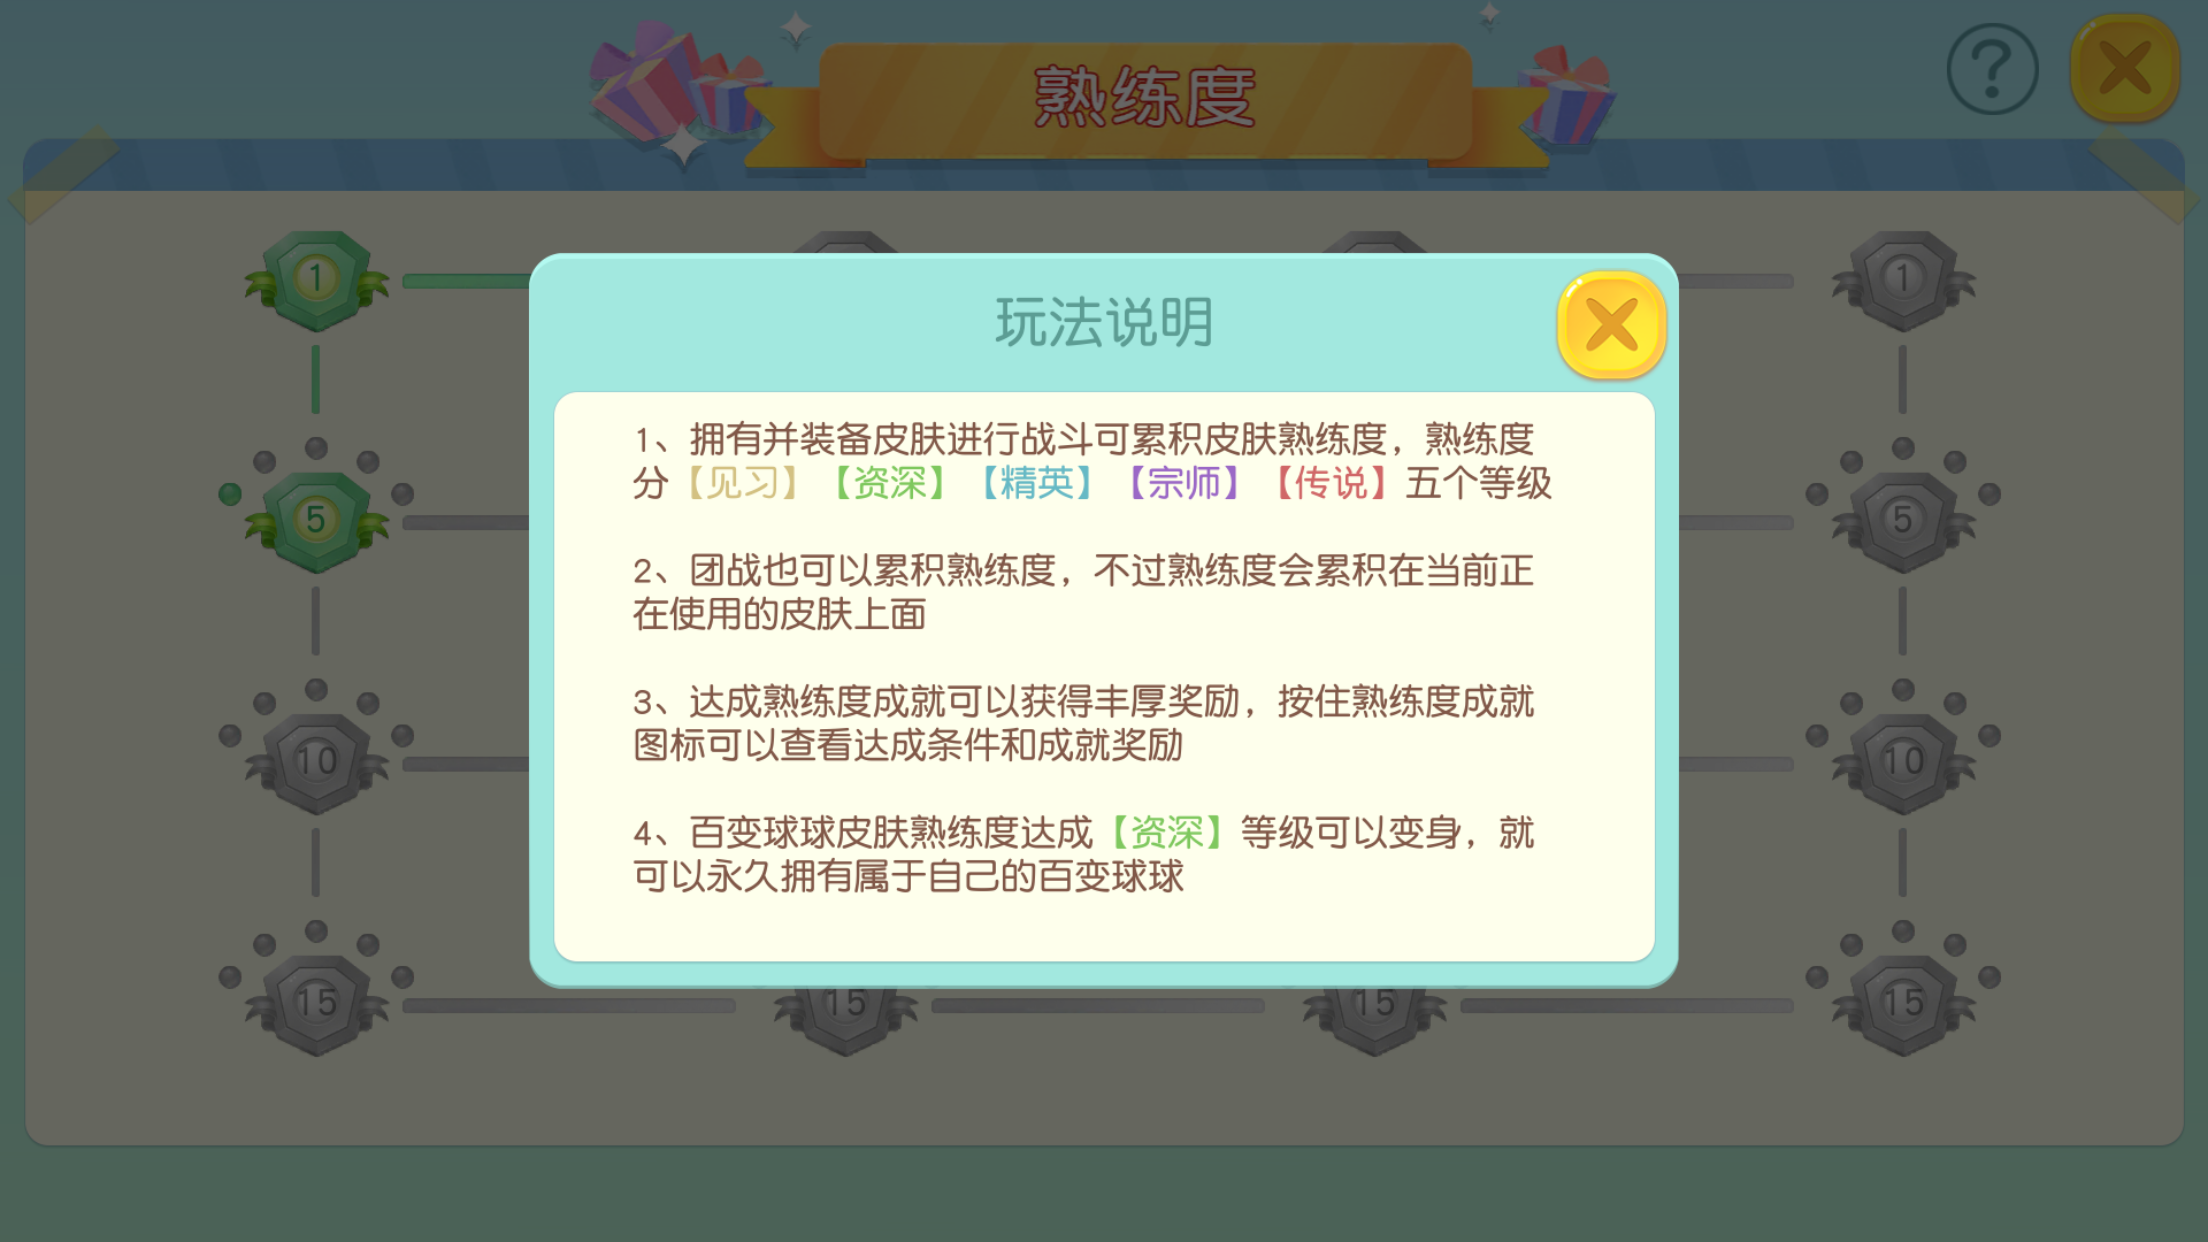 熟练度
?
1
1
5
5
10
10
15
15
15
15
玩法说明
1、拥有并装备皮肤进行战斗可累积皮肤熟练度，熟练度
分【见习】【资深】【精英】【宗师】【传说】五个等级
2、团战也可以累积熟练度，不过熟练度会累积在当前正
在使用的皮肤上面
3、达成熟练度成就可以获得丰厚奖励，按住熟练度成就
图标可以查看达成条件和成就奖励
4、百变球球皮肤熟练度达成【资深】等级可以变身，就
可以永久拥有属于自己的百变球球